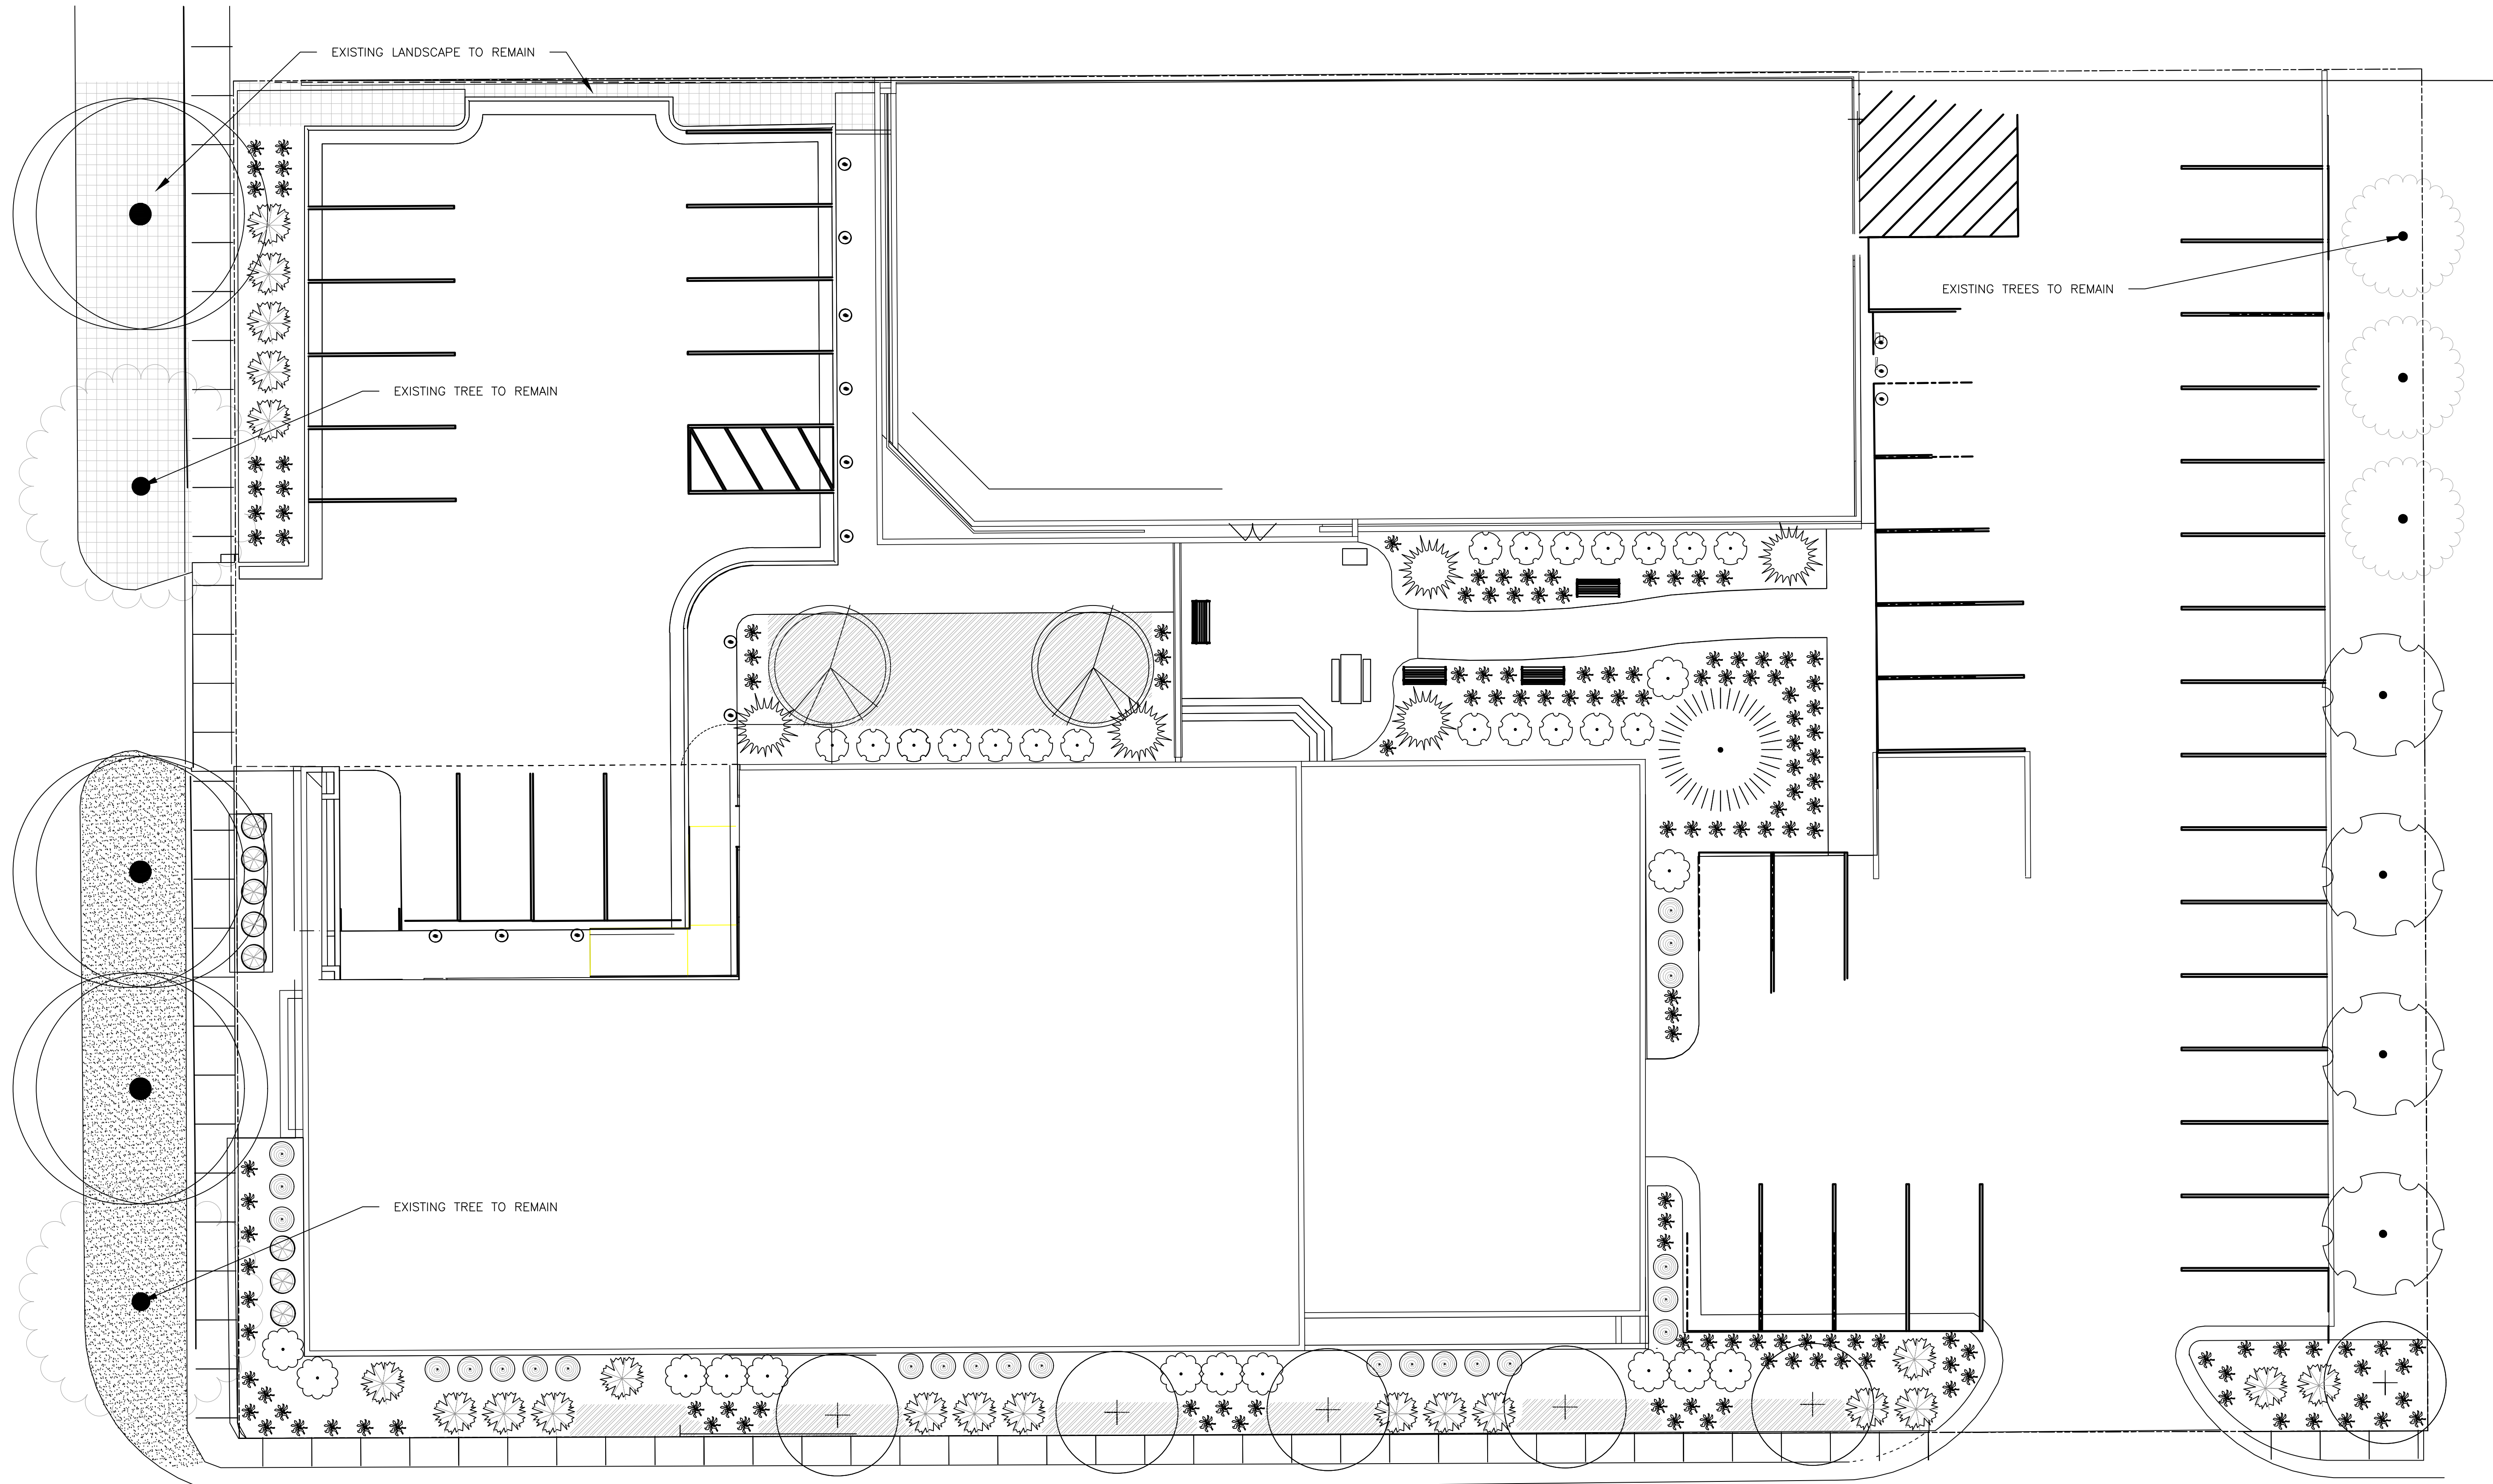 EXISTING LANDSCAPE TO REMAIN
EXISTING TREES TO REMAIN
EXISTING TREE TO REMAIN
EXISTING TREE TO REMAIN